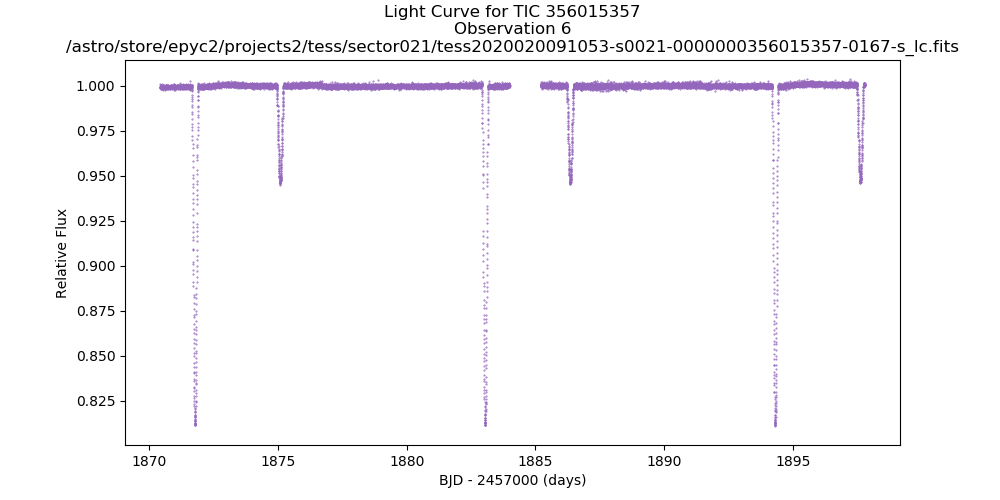 Light Curve for TIC 356015357
Observation 6
/astro/store/epyc2/projects2/tess/sector021/tess2020020091053-s0021-0000000356015357-0167-s_lc.fits
1.000
0.975
0.950
0.925
0.900
0.875
0.850
0.825
Relative Flux
1870
1875
1880
1885
1890
1895
BJD - 2457000 (days)